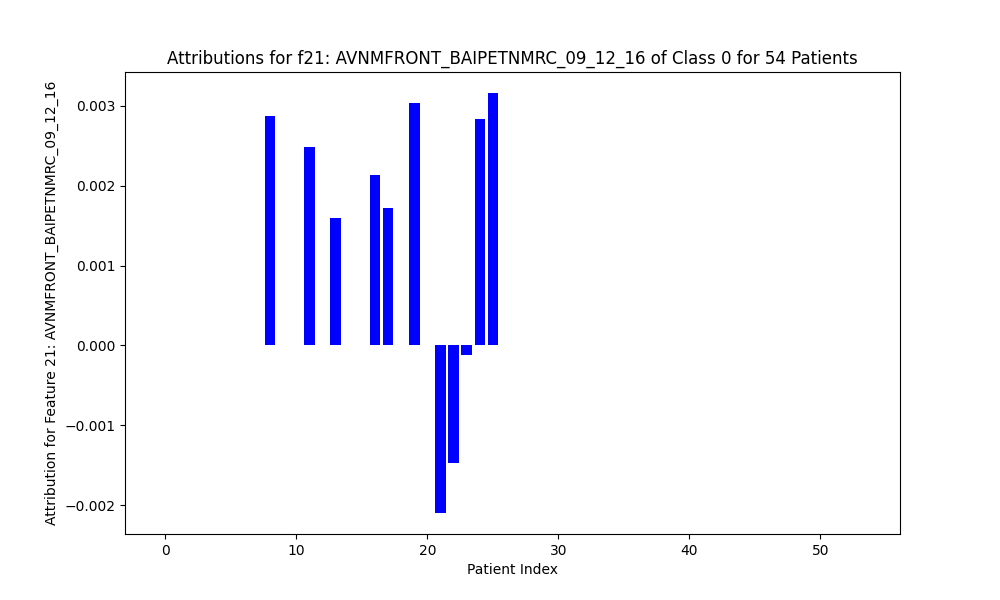 Attributions for f21: AVNMFRONT_BAIPETNMRC_09_12_16 of Class 0 for 54 Patients
Attribution for Feature 21: AVNMFRONT_BAIPETNMRC_09_12_16
0.003
0.002
0.001
0.000
−0.001
−0.002
0 10 20 30 40 50
Patient Index